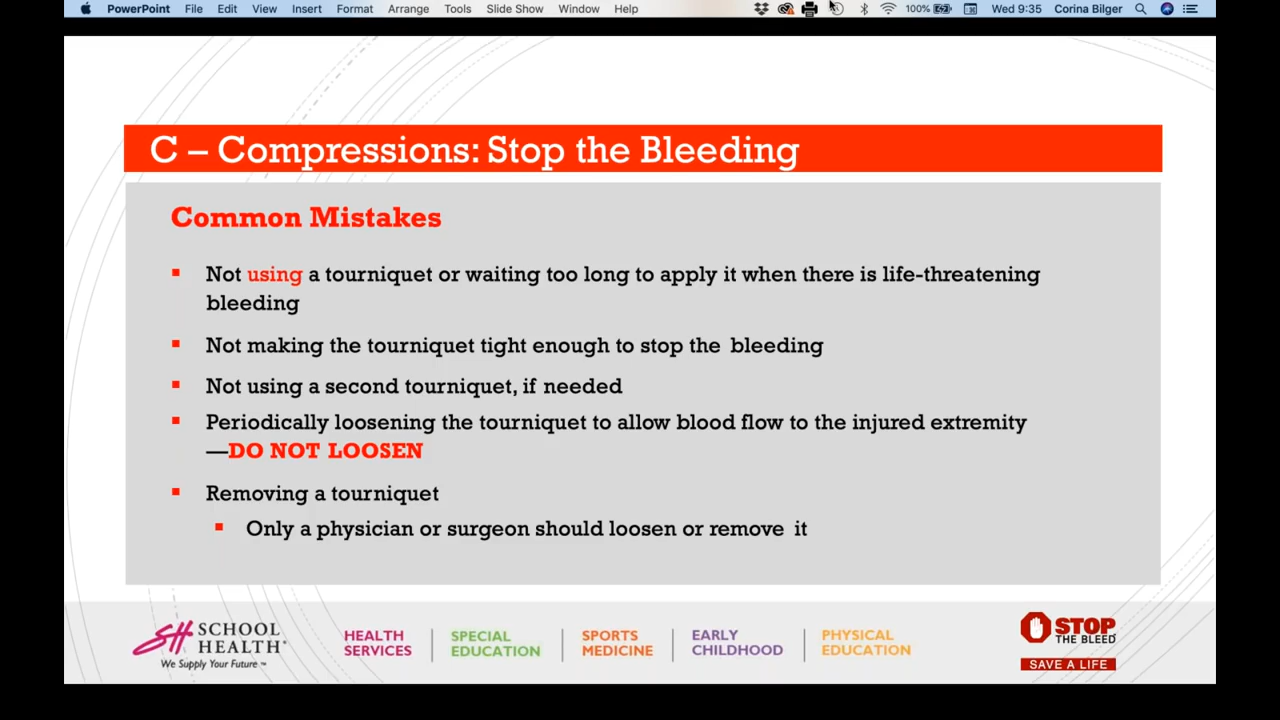 PowerPoint File Edit View Insert Format Arrange Tools Slide Show Window Help 100% Wed 9:35 Corina Bilger
C – Compressions: Stop the Bleeding
Common Mistakes
Not using a tourniquet or waiting too long to apply it when there is life-threatening
bleeding
Not making the tourniquet tight enough to stop the bleeding
Not using a second tourniquet, if needed
Periodically loosening the tourniquet to allow blood flow to the injured extremity
—DO NOT LOOSEN
Removing a tourniquet
Only a physician or surgeon should loosen or remove it
SH SCHOOL
HEALTH
We Supply Your Future ™
HEALTH
SERVICES
SPECIAL
EDUCATION
SPORTS
MEDICINE
EARLY
CHILDHOOD
PHYSICAL
EDUCATION
STOP
THE BLEED
SAVE A LIFE